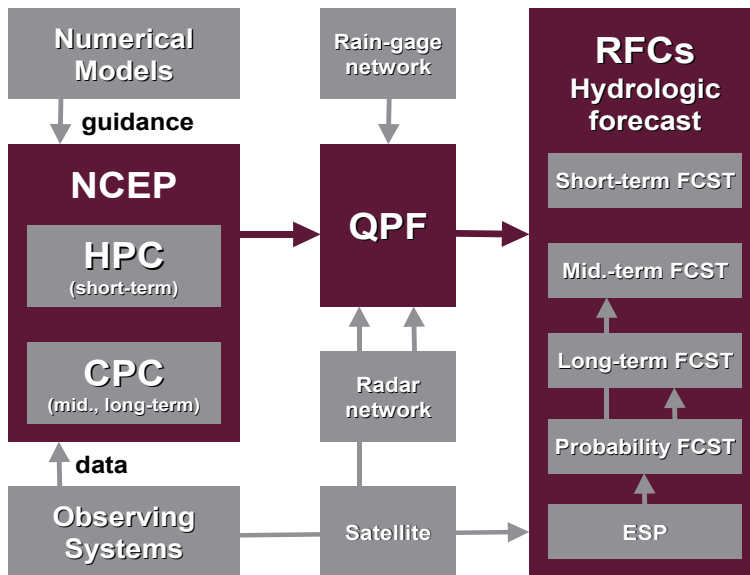 Numerical
Models
guidance
NCEP
HPC
(short-term)
CPC
(mid., long-term)
data
Observing
Systems
Rain-gage
network
QPF
Radar
network
Satellite
RFCs
Hydrologic
forecast
Short-term FCST
Mid.-term FCST
Long-term FCST
Probability FCST
ESP